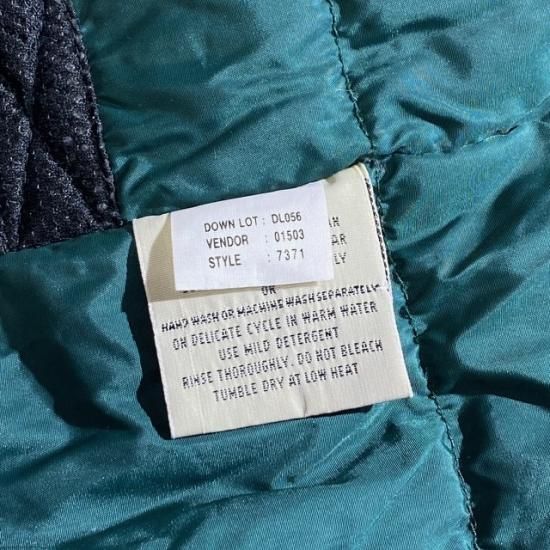 DOWN LOT : DL056
VENDOR : 01503
STYLE : 7371
OR
HAND WASH OR MACHINE WASH SEPARATELY
ON DELICATE CYCLE IN WARM WATER
USE MILD DETERGENT
RINSE THOROUGHLY. DO NOT BLEACH
TUMBLE DRY AT LOW HEAT